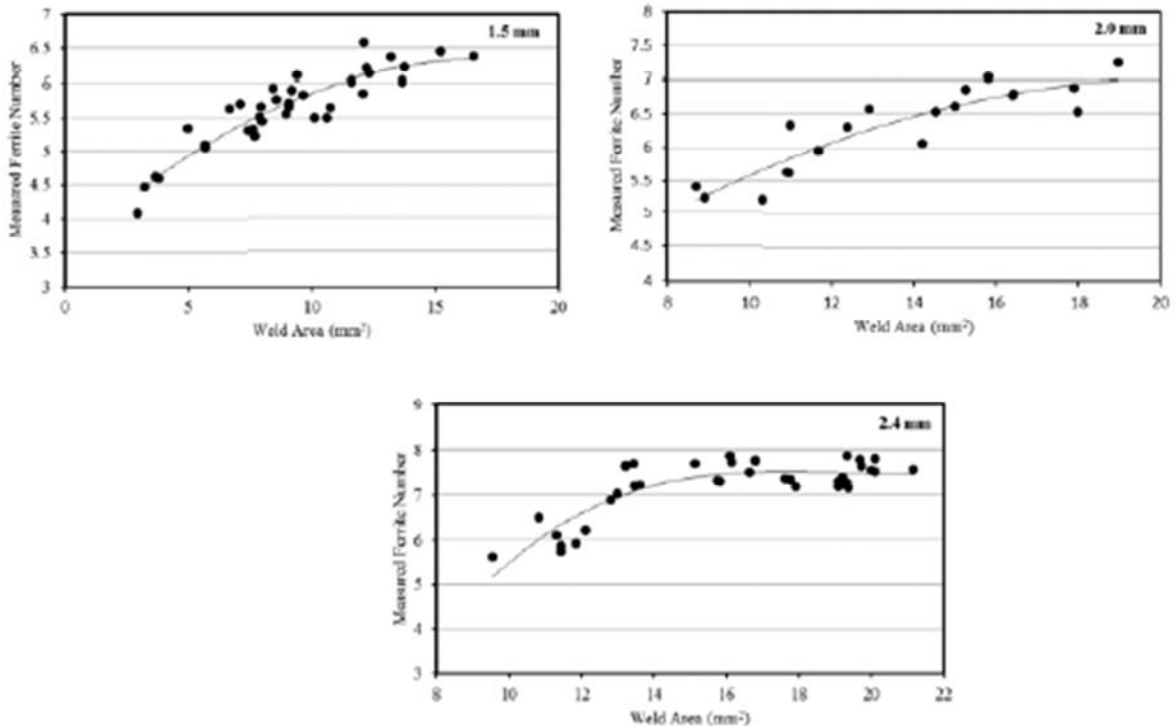 7
6.5
6
5.5
5
4.5
4
3.5
3
1.5 mm
Measured Ferrite Number
0 5 10 15 20
Weld Area (mm²)
8
7.5
7
6.5
6
5.5
5
4.5
4
2.0 mm
Measured Ferrite Number
8 10 12 14 16 18 20
Weld Area (mm²)
9
8
7
6
5
4
3
2.4 mm
Measured Ferrite Number
8 10 12 14 16 18 20 22
Weld Area (mm²)